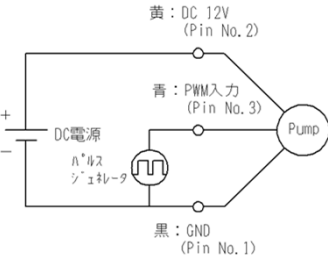 黄：DC 12V
(Pin No.2)
青：PWM入力
(Pin No.3)
Pump
+
DC電源
−
ﾊﾟﾙｽ
ｼﾞｪﾈﾚｰﾀ
黒：GND
(Pin No.1)